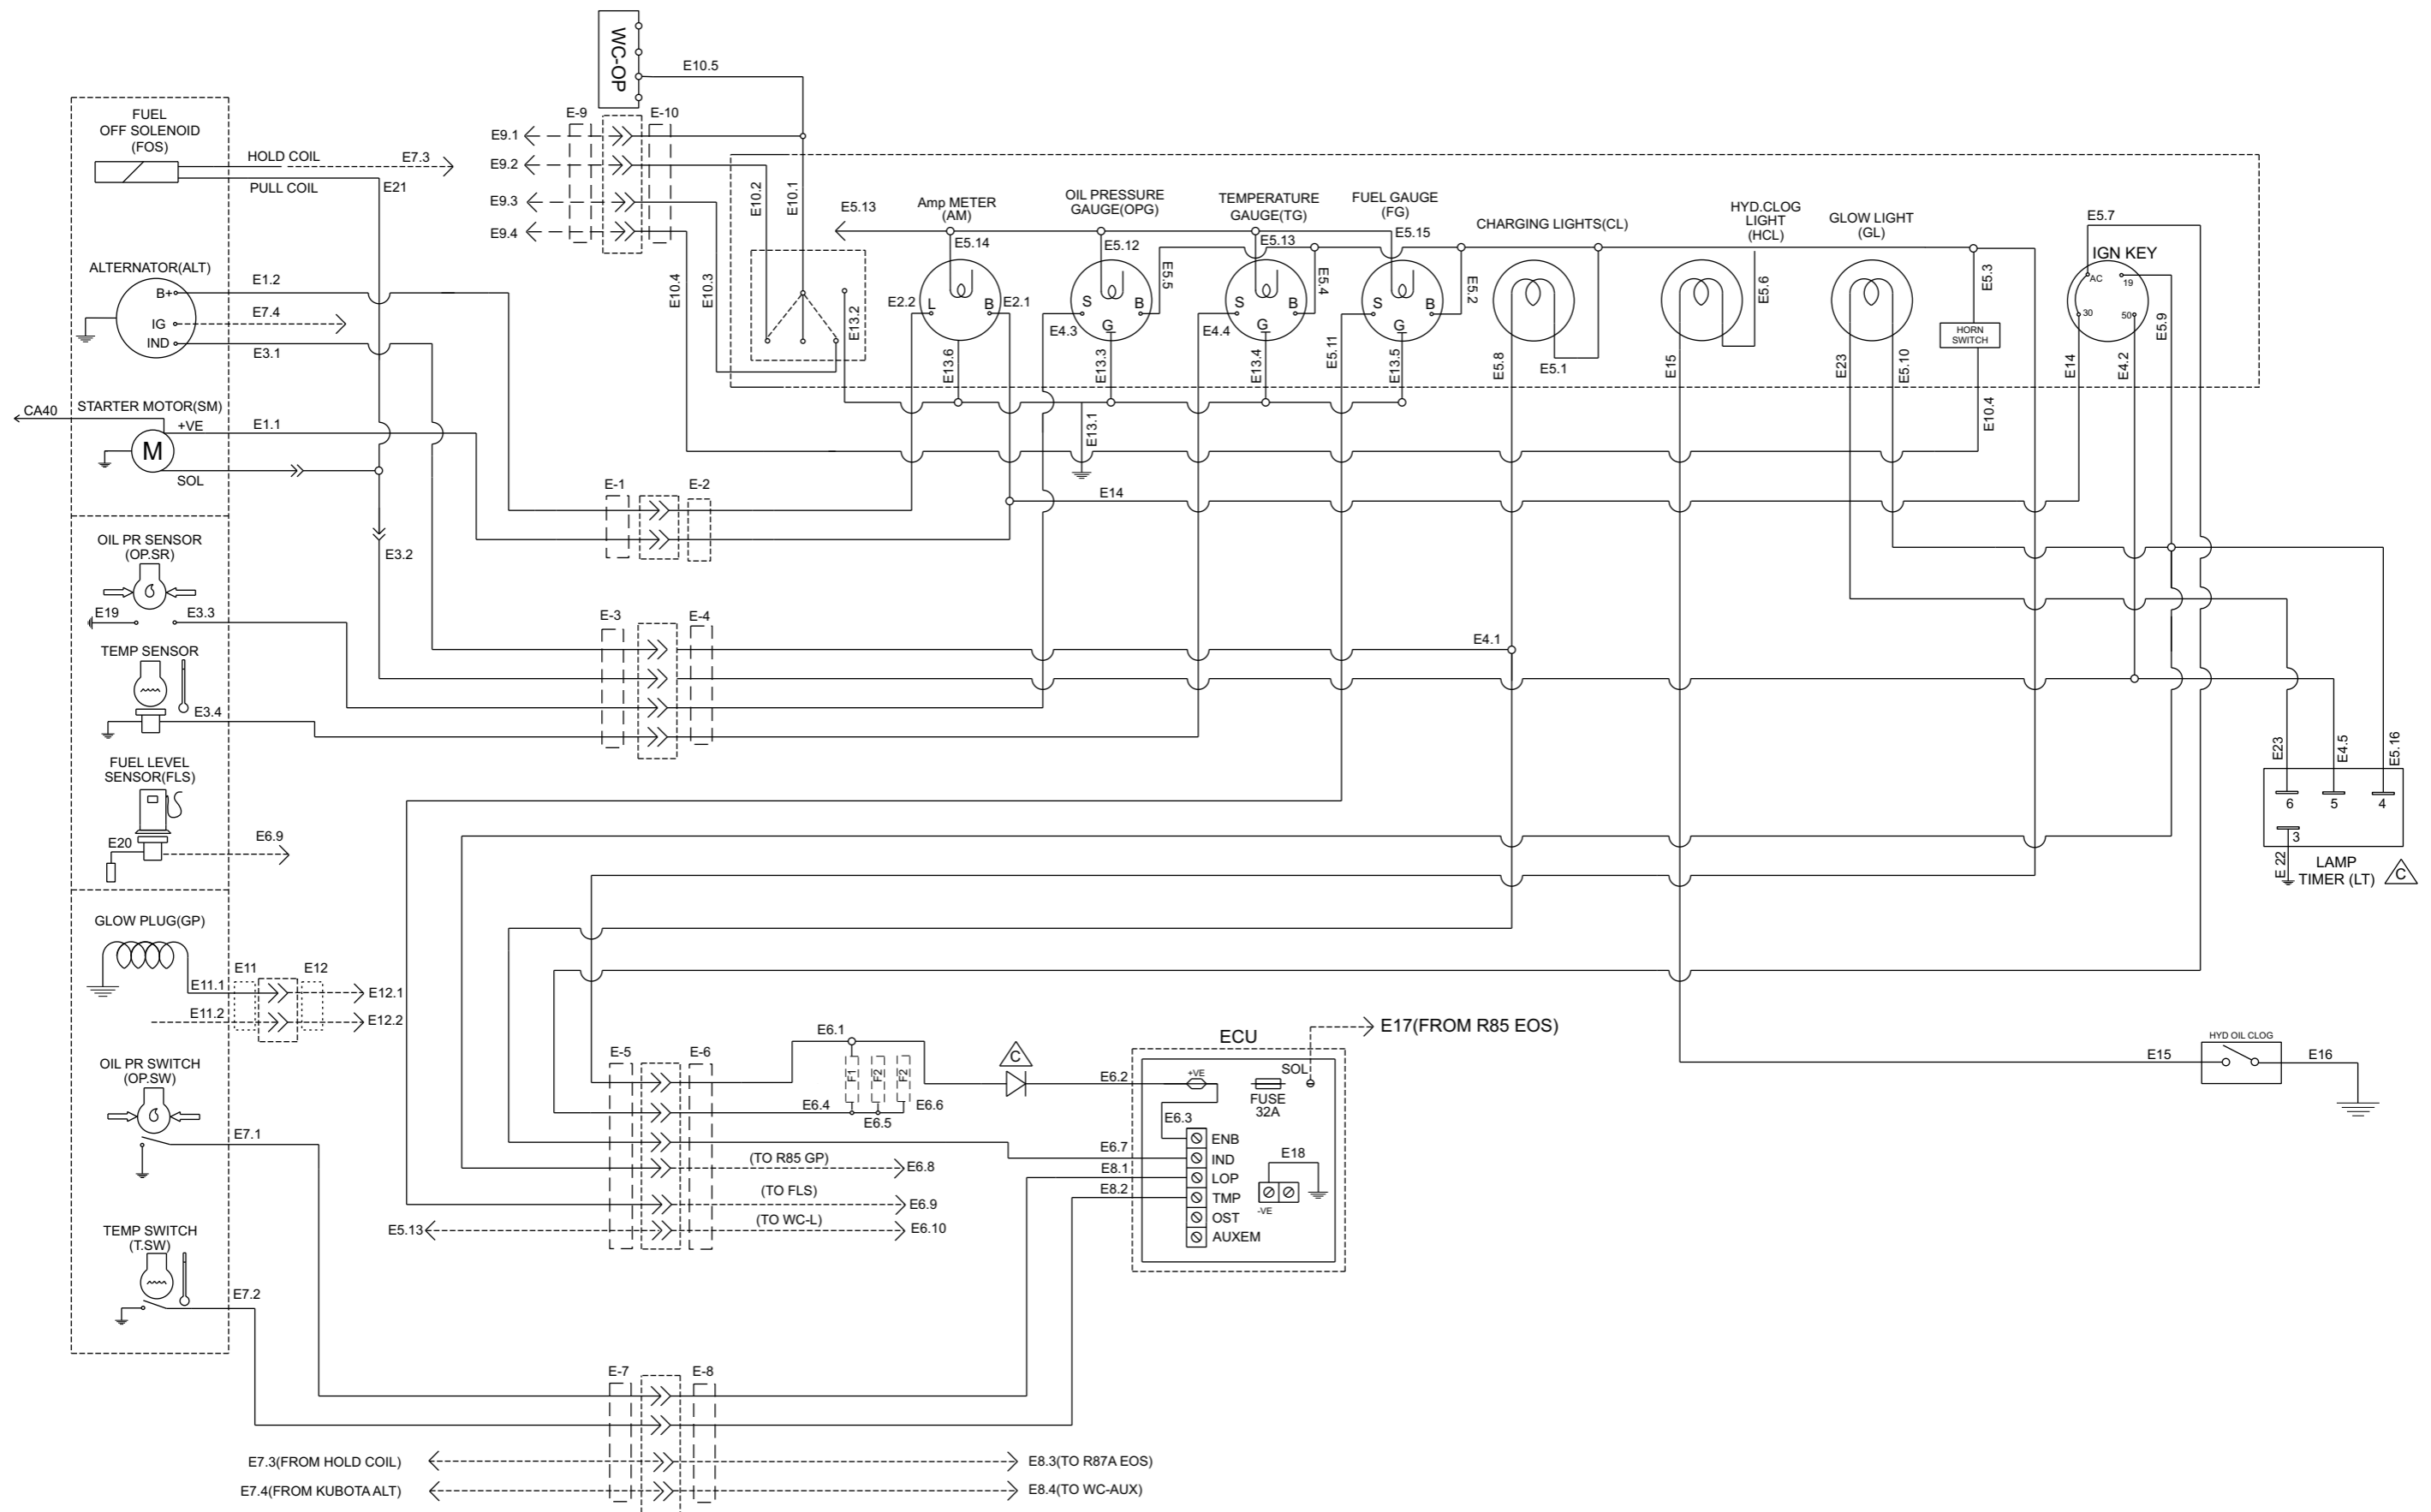 WC-OP
E10.5
E-9
E-10
E9.1
E9.2
E9.3
E9.4
E10.2
E10.1
E10.4
E10.3
E13.2
FUEL
OFF SOLENOID
(FOS)
HOLD COIL
E7.3
PULL COIL
E21
ALTERNATOR(ALT)
B+
E1.2
IG
E7.4
IND
E3.1
CA40
STARTER MOTOR(SM)
+VE
E1.1
M
SOL
OIL PR SENSOR
(OP.SR)
E19
E3.3
E3.2
TEMP SENSOR
E3.4
FUEL LEVEL
SENSOR(FLS)
E20
E6.9
GLOW PLUG(GP)
E11
E12
E11.1
E12.1
E11.2
E12.2
OIL PR SWITCH
(OP.SW)
E7.1
TEMP SWITCH
(T.SW)
E7.2
E5.13
Amp METER
(AM)
E5.14
E2.2
L
B
E2.1
E13.6
OIL PRESSURE
GAUGE(OPG)
E5.12
S
B
G
E5.5
E4.3
E13.3
TEMPERATURE
GAUGE(TG)
E5.13
S
B
G
E5.4
E4.4
E13.4
FUEL GAUGE
(FG)
E5.15
S
B
G
E5.2
E5.11
E13.5
CHARGING LIGHTS(CL)
E5.8
E5.1
HYD.CLOG
LIGHT
(HCL)
E5.9
E15
GLOW LIGHT
(GL)
E23
E5.10
E5.3
HORN
SWITCH
E10.4
E5.7
IGN KEY
AC
19
30
50
E14
E4.2
E5.9
E13.1
E-1
E-2
E14
E-3
E-4
E4.1
E23
E4.5
E5.16
6
5
4
3
E 22
LAMP
TIMER (LT)
C
E-5
E-6
E6.1
F1
F2
F2
E6.4
E6.5
E6.6
C
(TO R85 GP)
E6.8
(TO FLS)
E6.9
E5.13
(TO WC-L)
E6.10
ECU
E17(FROM R85 EOS)
E6.2
+VE
SOL
FUSE
32A
E6.3
ENB
E6.7
IND
E18
E8.1
LOP
E8.2
TMP
-VE
OST
AUXEM
HYD OIL CLOG
E15
E16
E-7
E-8
E7.3(FROM HOLD COIL)
E8.3(TO R87A EOS)
E7.4(FROM KUBOTA ALT)
E8.4(TO WC-AUX)